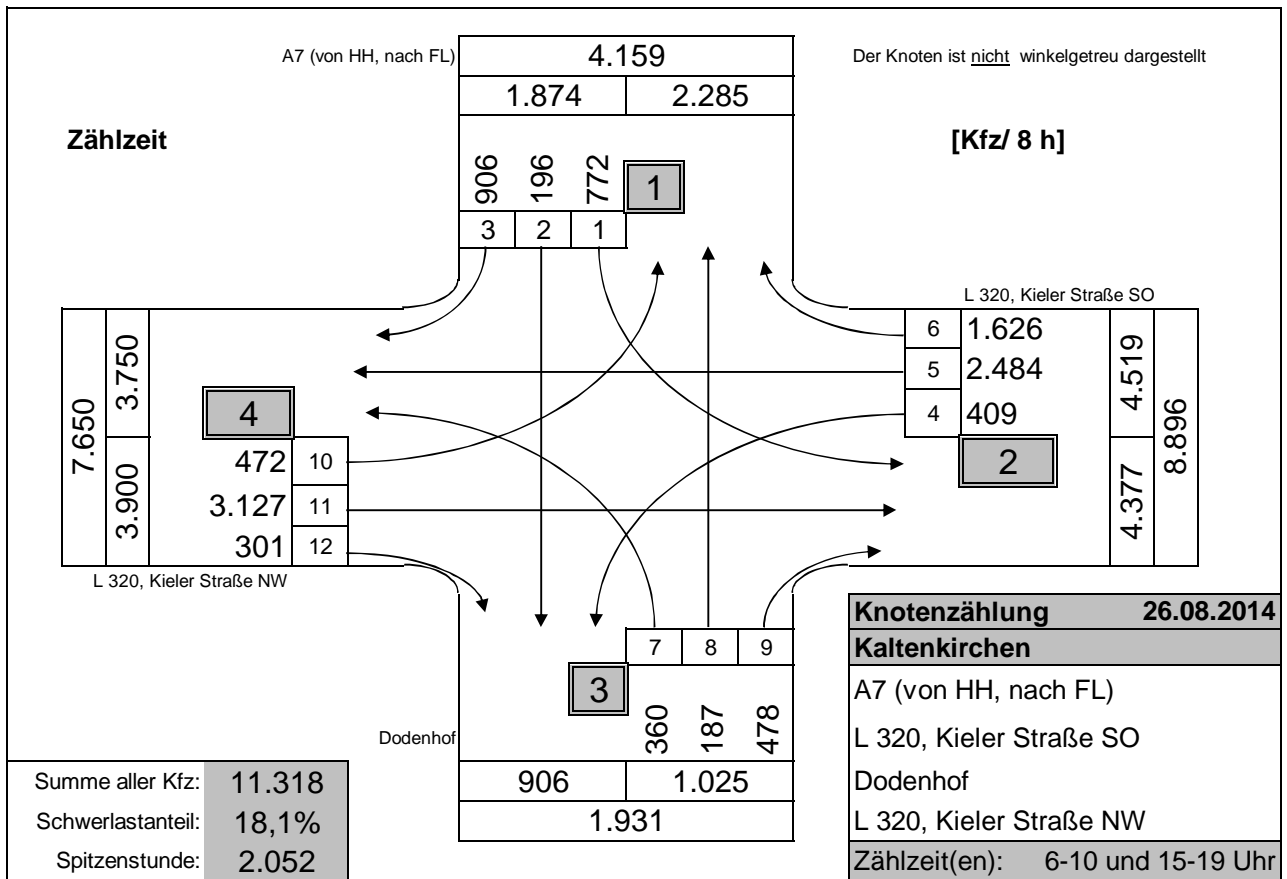 A7 (von HH, nach FL)
4.159
Der Knoten ist nicht winkelgetreu dargestellt
1.874
2.285
Zählzeit
[Kfz/ 8 h]
906
196
772
1
3
2
1
L 320, Kieler Straße SO
6
1.626
5
2.484
4
409
4.519
4.377
8.896
2
7.650
3.750
3.900
4
472
10
3.127
11
301
12
L 320, Kieler Straße NW
7
8
9
3
360
187
478
Dodenhof
906
1.025
1.931
Summe aller Kfz:
11.318
Schwerlastanteil:
18,1%
Spitzenstunde:
2.052
Knotenzählung 26.08.2014
Kaltenkirchen
A7 (von HH, nach FL)
L 320, Kieler Straße SO
Dodenhof
L 320, Kieler Straße NW
Zählzeit(en): 6-10 und 15-19 Uhr